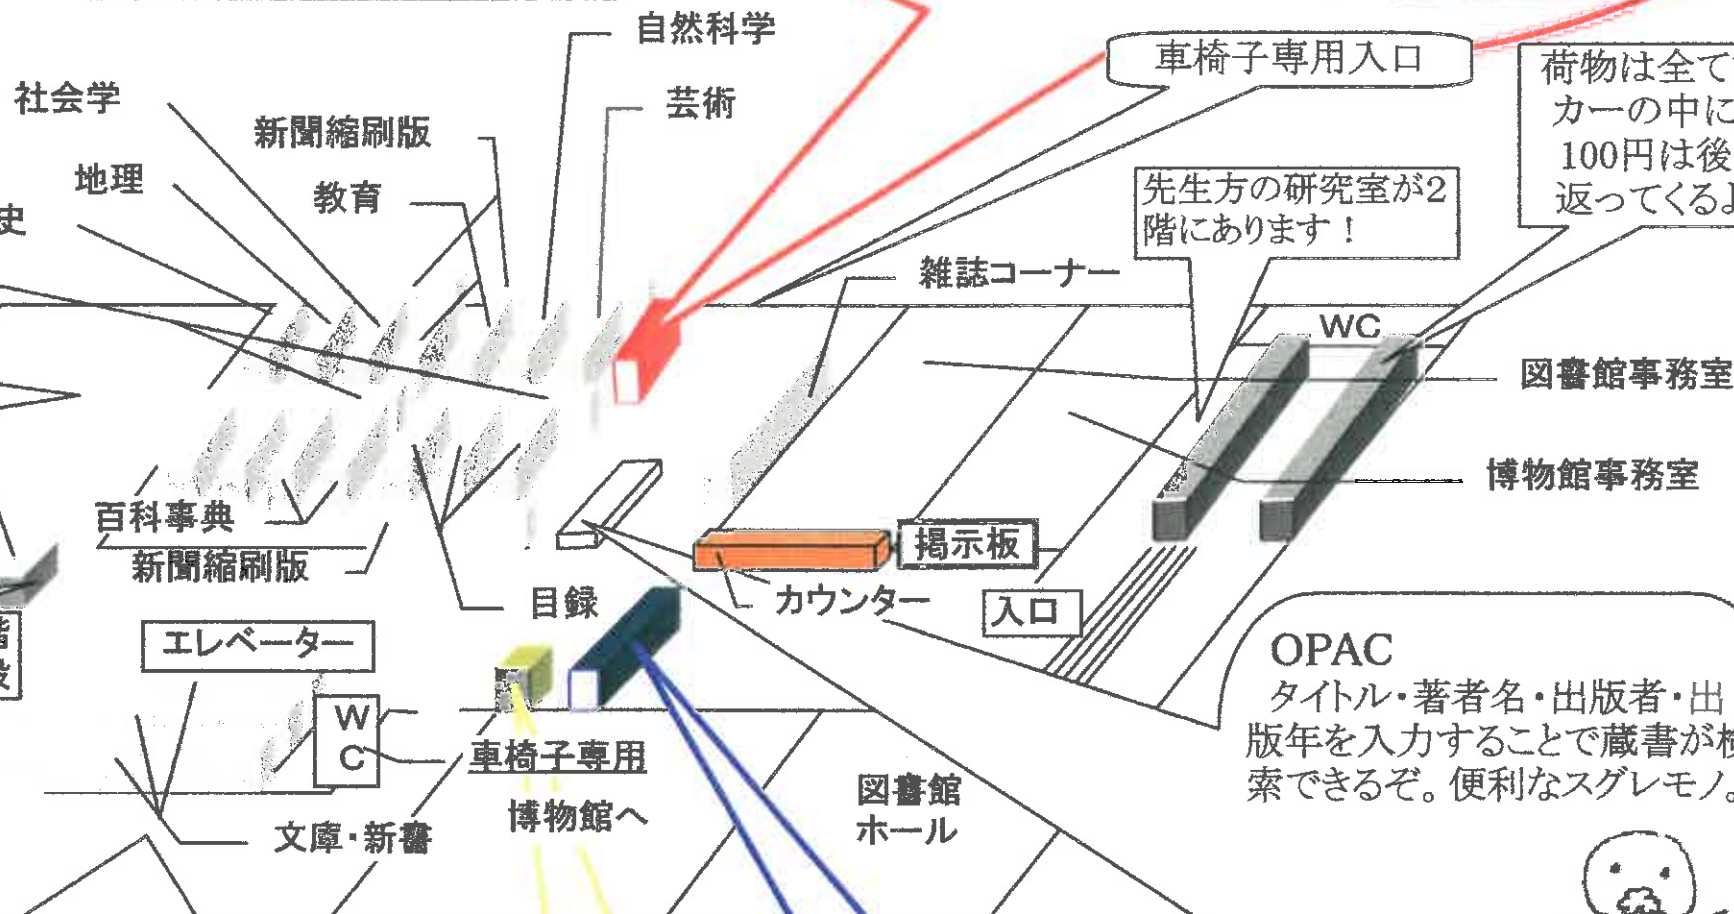 自然科学
車椅子専用入口
荷物は全て
カーの中に
100円は後
返ってくるよ
社会学
芸術
新聞縮刷版
地理
教育
先生方の研究室が2
階にあります！
史
雑誌コーナー
WC
図書館事務室
博物館事務室
百科事典
新聞縮刷版
掲示板
目録
カウンター
入口
階
段
エレベーター
OPAC
タイトル・著者名・出版者・出
版年を入力することで蔵書が検
索できるぞ。便利なスグレモノ。
W
C
車椅子専用
博物館へ
図書館
ホール
文庫・新書